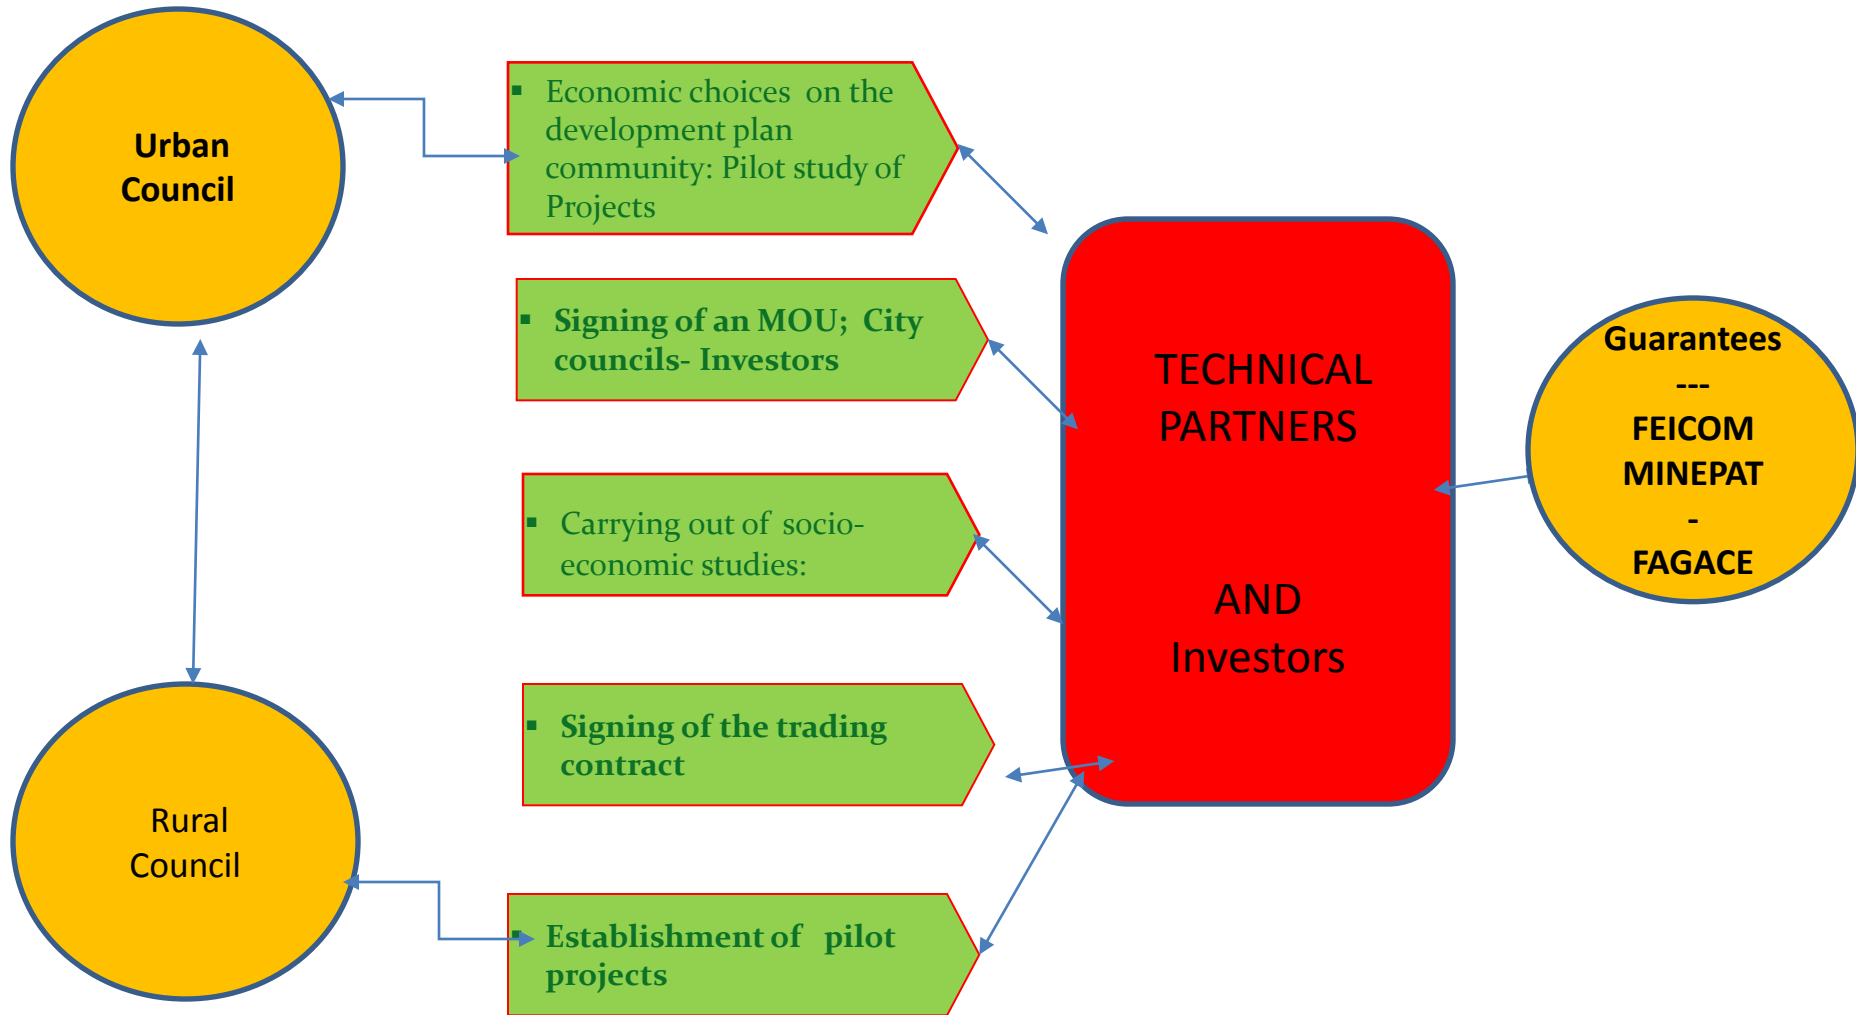 Urban
Council
▪ Economic choices on the
development plan
community: Pilot study of
Projects
▪ Signing of an MOU; City
councils- Investors
▪ Carrying out of socio-
economic studies:
▪ Signing of the trading
contract
▪ Establishment of pilot
projects
Rural
Council
TECHNICAL
PARTNERS
AND
Investors
Guarantees
---
FEICOM
MINEPAT
-
FAGACE